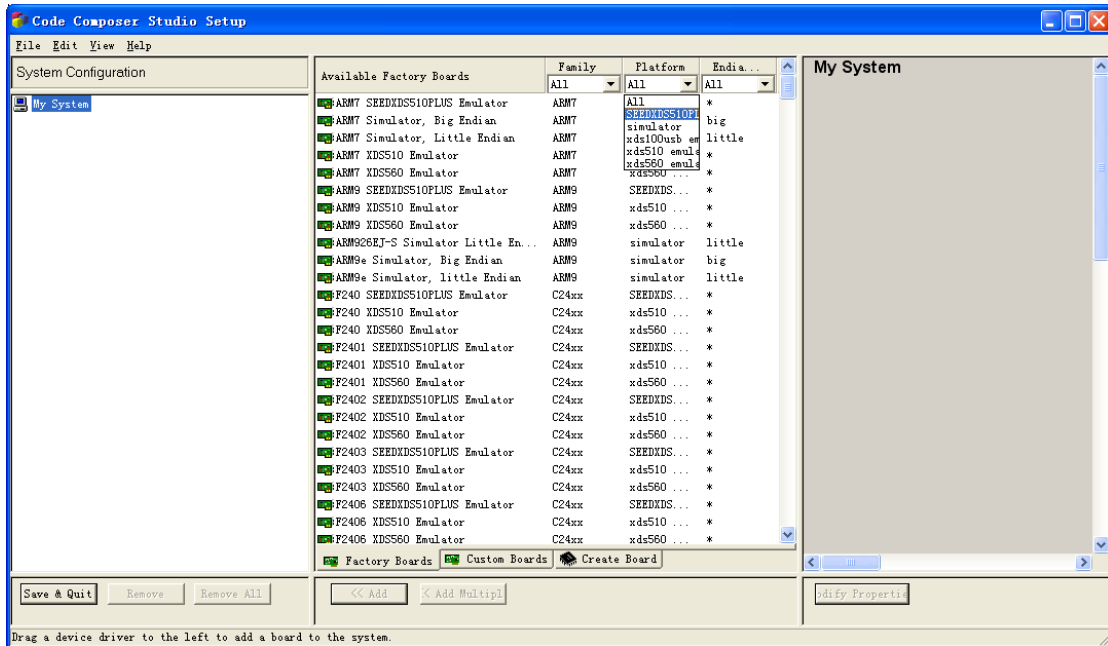 Code Composer Studio Setup
File Edit View Help
System Configuration
My System
Available Factory Boards Family Platform Endia...
All All All
ARM7 SEEDXDS510PLUS Emulator ARM7 *
ARM7 Simulator, Big Endian ARM7 big
ARM7 Simulator, Little Endian ARM7 little
ARM7 XDS510 Emulator ARM7 *
ARM7 XDS560 Emulator ARM7 xds560 ... *
All
SEEDXDS510Pl
simulator
xds100usb em
xds510 emula
xds560 emula
ARM9 SEEDXDS510PLUS Emulator ARM9 SEEDXDS... *
ARM9 XDS510 Emulator ARM9 xds510 ... *
ARM9 XDS560 Emulator ARM9 xds560 ... *
ARM926EJ-S Simulator Little En... ARM9 simulator little
ARM9e Simulator, Big Endian ARM9 simulator big
ARM9e Simulator, little Endian ARM9 simulator little
F240 SEEDXDS510PLUS Emulator C24xx SEEDXDS... *
F240 XDS510 Emulator C24xx xds510 ... *
F240 XDS560 Emulator C24xx xds560 ... *
F2401 SEEDXDS510PLUS Emulator C24xx SEEDXDS... *
F2401 XDS510 Emulator C24xx xds510 ... *
F2401 XDS560 Emulator C24xx xds560 ... *
F2402 SEEDXDS510PLUS Emulator C24xx SEEDXDS... *
F2402 XDS510 Emulator C24xx xds510 ... *
F2402 XDS560 Emulator C24xx xds560 ... *
F2403 SEEDXDS510PLUS Emulator C24xx SEEDXDS... *
F2403 XDS510 Emulator C24xx xds510 ... *
F2403 XDS560 Emulator C24xx xds560 ... *
F2406 SEEDXDS510PLUS Emulator C24xx SEEDXDS... *
F2406 XDS510 Emulator C24xx xds510 ... *
F2406 XDS560 Emulator C24xx xds560 ... *
Factory Boards Custom Boards Create Board
My System
Save & Quit Remove Remove All << Add < Add Multipl odify Propertie
Drag a device driver to the left to add a board to the system.